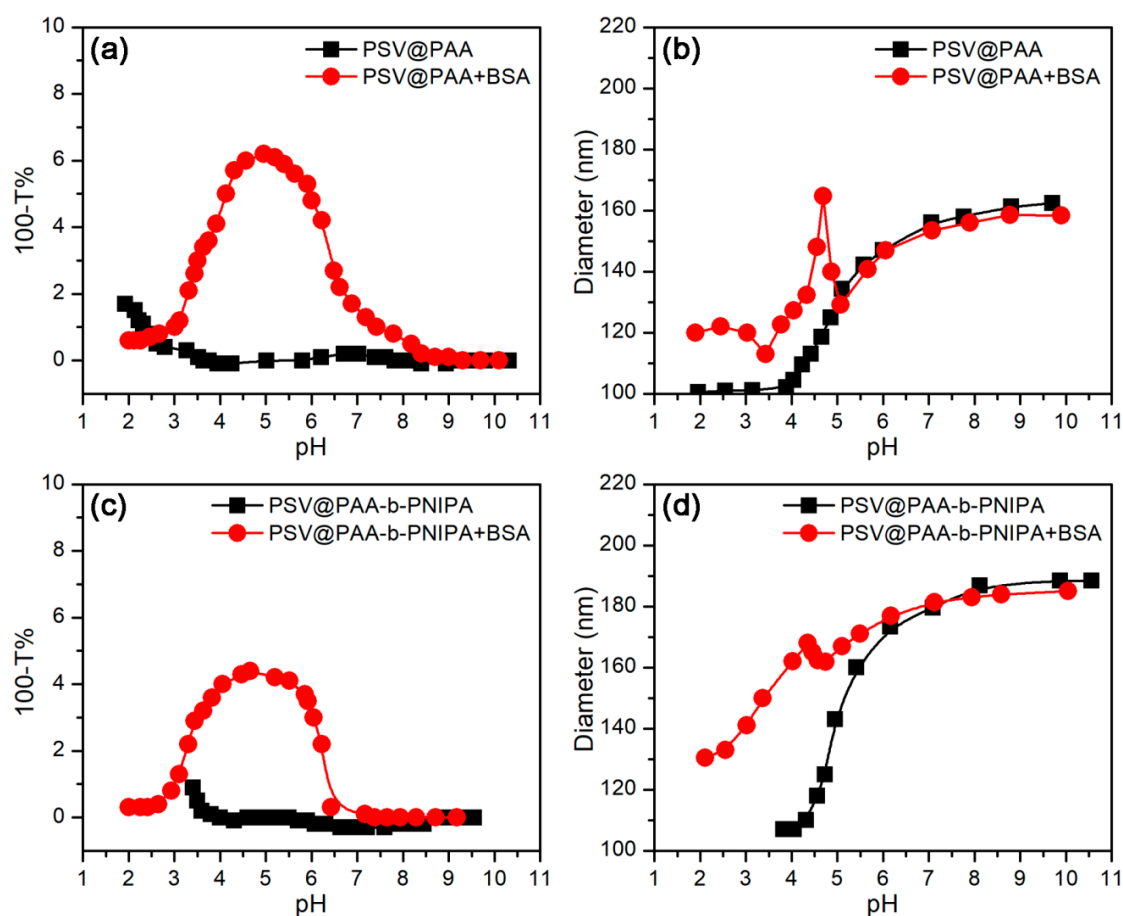 (a)
PSV@PAA
PSV@PAA+BSA
100-T%
10
8
6
4
2
0
1 2 3 4 5 6 7 8 9 10 11
pH
(b)
PSV@PAA
PSV@PAA+BSA
Diameter (nm)
220
200
180
160
140
120
100
1 2 3 4 5 6 7 8 9 10 11
pH
(c)
PSV@PAA-b-PNIPA
PSV@PAA-b-PNIPA+BSA
100-T%
10
8
6
4
2
0
1 2 3 4 5 6 7 8 9 10 11
pH
(d)
PSV@PAA-b-PNIPA
PSV@PAA-b-PNIPA+BSA
Diameter (nm)
220
200
180
160
140
120
100
1 2 3 4 5 6 7 8 9 10 11
pH